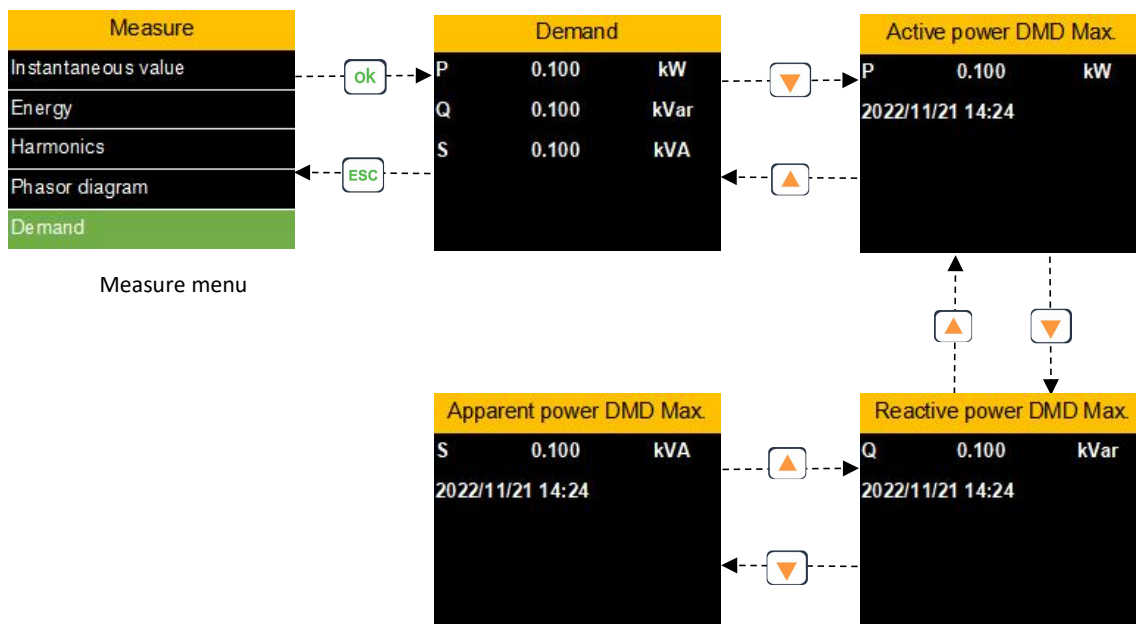 Measure
Instantaneous value
Energy
Harmonics
Phasor diagram
Demand
Measure menu
ok
ESC
Demand
P 0.100 kW
Q 0.100 kVar
S 0.100 kVA
Active power DMD Max.
P 0.100 kW
2022/11/21 14:24
Apparent power DMD Max.
S 0.100 kVA
2022/11/21 14:24
Reactive power DMD Max.
Q 0.100 kVar
2022/11/21 14:24